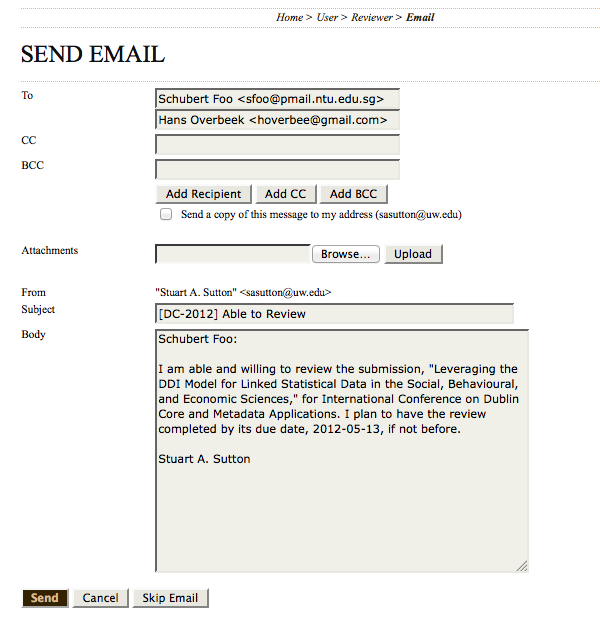 Home > User > Reviewer > Email
SEND EMAIL
To
Schubert Foo <sfoo@pmail.ntu.edu.sg>
Hans Overbeek <hoverbee@gmail.com>
CC
BCC
Add Recipient Add CC Add BCC
Send a copy of this message to my address (sasutton@uw.edu)
Attachments
Browse... Upload
From "Stuart A. Sutton" <sasutton@uw.edu>
Subject [DC-2012] Able to Review
Body
Schubert Foo:
I am able and willing to review the submission, "Leveraging the
DDI Model for Linked Statistical Data in the Social, Behavioural,
and Economic Sciences," for International Conference on Dublin
Core and Metadata Applications. I plan to have the review
completed by its due date, 2012-05-13, if not before.
Stuart A. Sutton
Send Cancel Skip Email